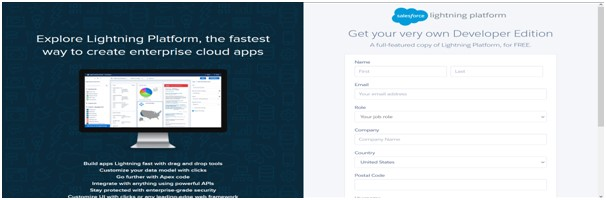 Explore Lightning Platform, the fastest
way to create enterprise cloud apps
Build apps Lightning fast with drag and drop tools
Customize your data model with clicks
Go further with Apex code
Integrate with anything using powerful APIs
Stay protected with enterprise-grade security
Customize UI with clicks or any leading-edge web framework
salesforce lightning platform
Get your very own Developer Edition
A full-featured copy of Lightning Platform, for FREE.
Name
First Last
Email
Your email address
Role
Your job role
Company
Company Name
Country
United States
Postal Code